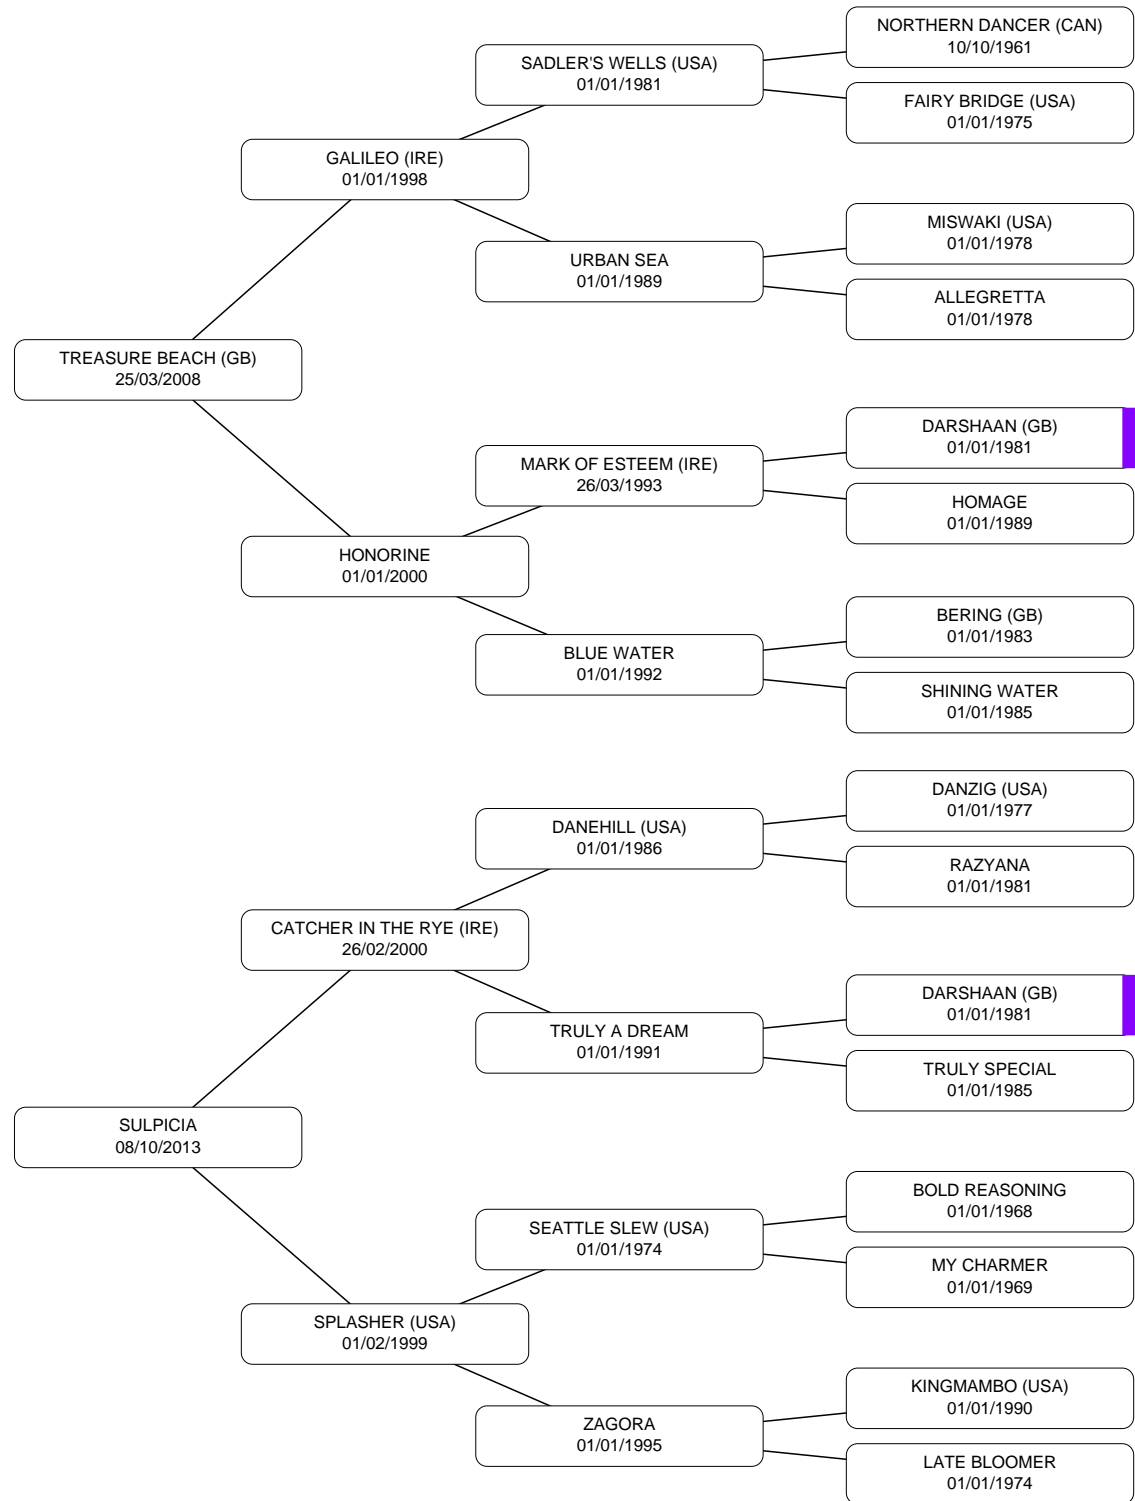 NORTHERN DANCER (CAN)
10/10/1961
SADLER'S WELLS (USA)
01/01/1981
FAIRY BRIDGE (USA)
01/01/1975
GALILEO (IRE)
01/01/1998
MISWAKI (USA)
01/01/1978
URBAN SEA
01/01/1989
ALLEGRETTA
01/01/1978
TREASURE BEACH (GB)
25/03/2008
DARSHAAN (GB)
01/01/1981
MARK OF ESTEEM (IRE)
26/03/1993
HOMAGE
01/01/1989
HONORINE
01/01/2000
BERING (GB)
01/01/1983
BLUE WATER
01/01/1992
SHINING WATER
01/01/1985
DANZIG (USA)
01/01/1977
DANEHILL (USA)
01/01/1986
RAZYANA
01/01/1981
CATCHER IN THE RYE (IRE)
26/02/2000
DARSHAAN (GB)
01/01/1981
TRULY A DREAM
01/01/1991
TRULY SPECIAL
01/01/1985
SULPICIA
08/10/2013
BOLD REASONING
01/01/1968
SEATTLE SLEW (USA)
01/01/1974
MY CHARMER
01/01/1969
SPLASHER (USA)
01/02/1999
KINGMAMBO (USA)
01/01/1990
ZAGORA
01/01/1995
LATE BLOOMER
01/01/1974